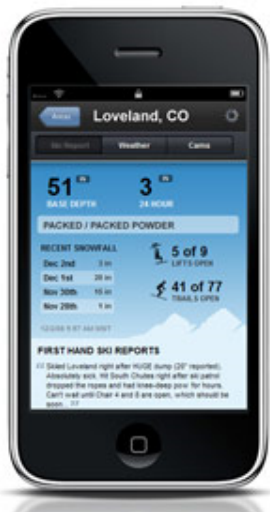 Areas
Loveland, CO
Ski Report
Weather
Cams
51 IN
BASE DEPTH
3 IN
24 HOUR
PACKED / PACKED POWDER
RECENT SNOWFALL
Dec 2nd 3 in
Dec 1st 28 in
Nov 30th 15 in
Nov 29th 1 in
5 of 9
LIFTS OPEN
41 of 77
TRAILS OPEN
FIRST HAND SKI REPORTS
“ Skied Loveland right after HUGE dump (26" reported).
Absolutely sick. Hit South Chutes right after ski patrol
dropped the ropes and had knee-deep pow for hours.
Can't wait until Chair 4 and 8 are open, which should be
soon... ”